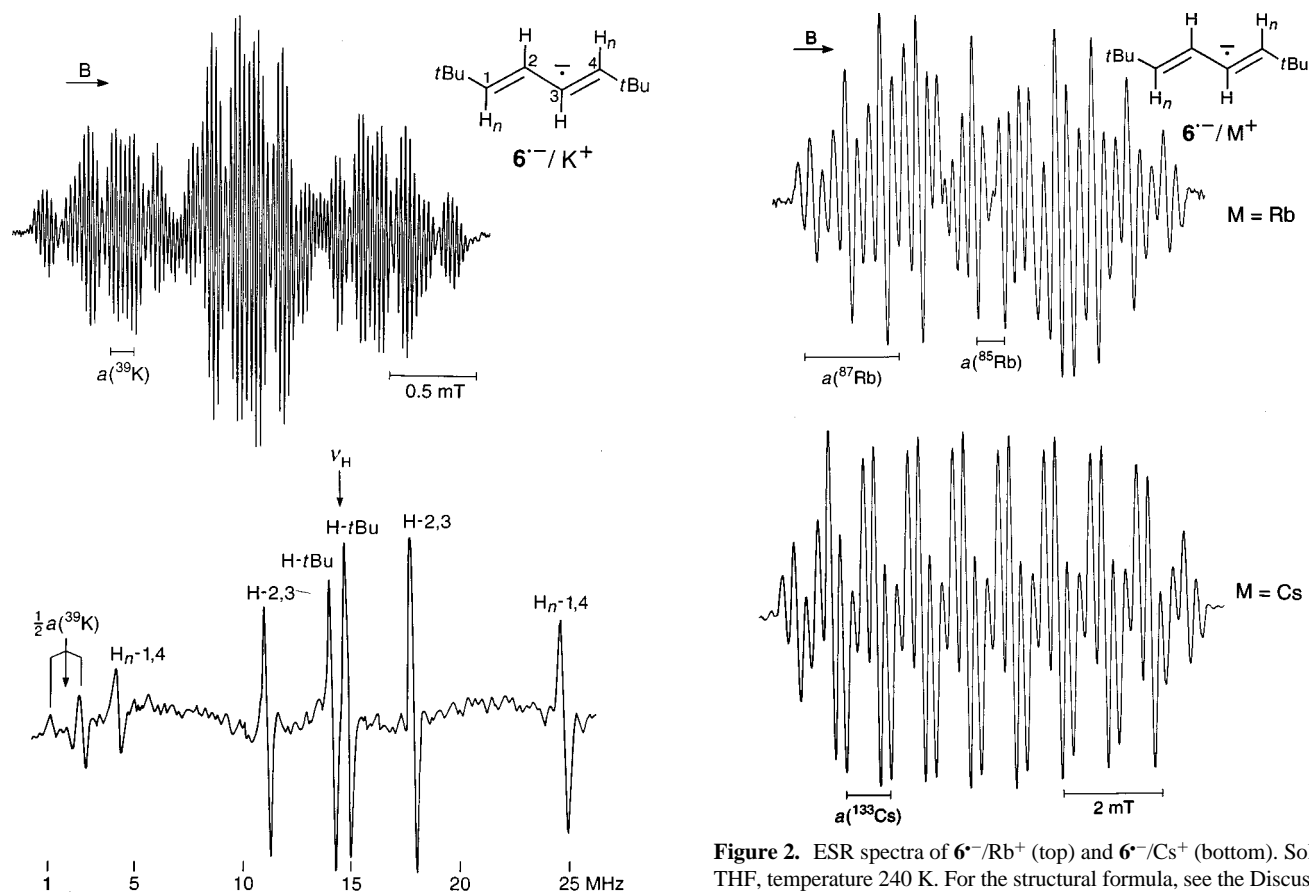 B
H
Hn
tBu
1
2
3
4
tBu
Hn
H
6•−/K+
a(39K)
0.5 mT
νH
H-tBu
H-2,3
H-tBu
H-2,3
Hn-1,4
1/2 a(39K)
Hn-1,4
1 5 10 15 20 25 MHz
B
H
Hn
tBu
tBu
Hn
H
6•−/M+
M = Rb
a(87Rb)
a(85Rb)
M = Cs
a(133Cs)
2 mT
Figure 2. ESR spectra of 6•−/Rb+ (top) and 6•−/Cs+ (bottom).
THF, temperature 240 K. For the structural formula, see the